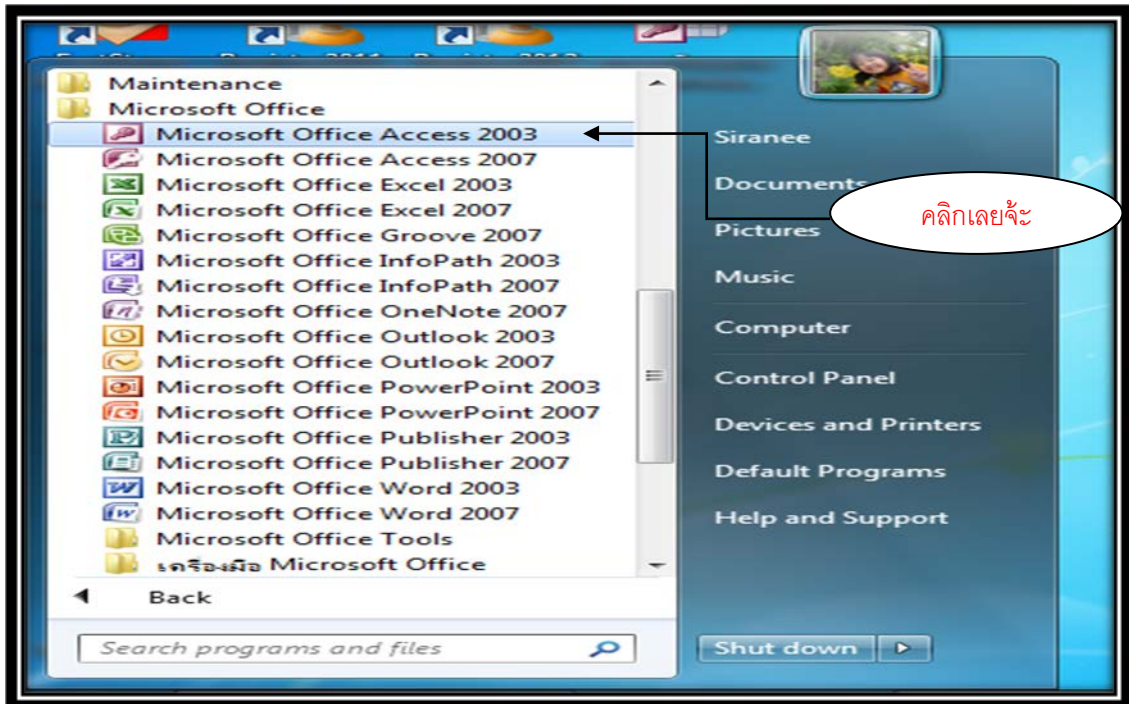 Maintenance
Microsoft Office
Microsoft Office Access 2003
Microsoft Office Access 2007
Microsoft Office Excel 2003
Microsoft Office Excel 2007
Microsoft Office Groove 2007
Microsoft Office InfoPath 2003
Microsoft Office InfoPath 2007
Microsoft Office OneNote 2007
Microsoft Office Outlook 2003
Microsoft Office Outlook 2007
Microsoft Office PowerPoint 2003
Microsoft Office PowerPoint 2007
Microsoft Office Publisher 2003
Microsoft Office Publisher 2007
Microsoft Office Word 2003
Microsoft Office Word 2007
Microsoft Office Tools
เครื่องมือ Microsoft Office
Back
Search programs and files
Siranee
Documents
คลิกเลยจ้ะ
Pictures
Music
Computer
Control Panel
Devices and Printers
Default Programs
Help and Support
Shut down